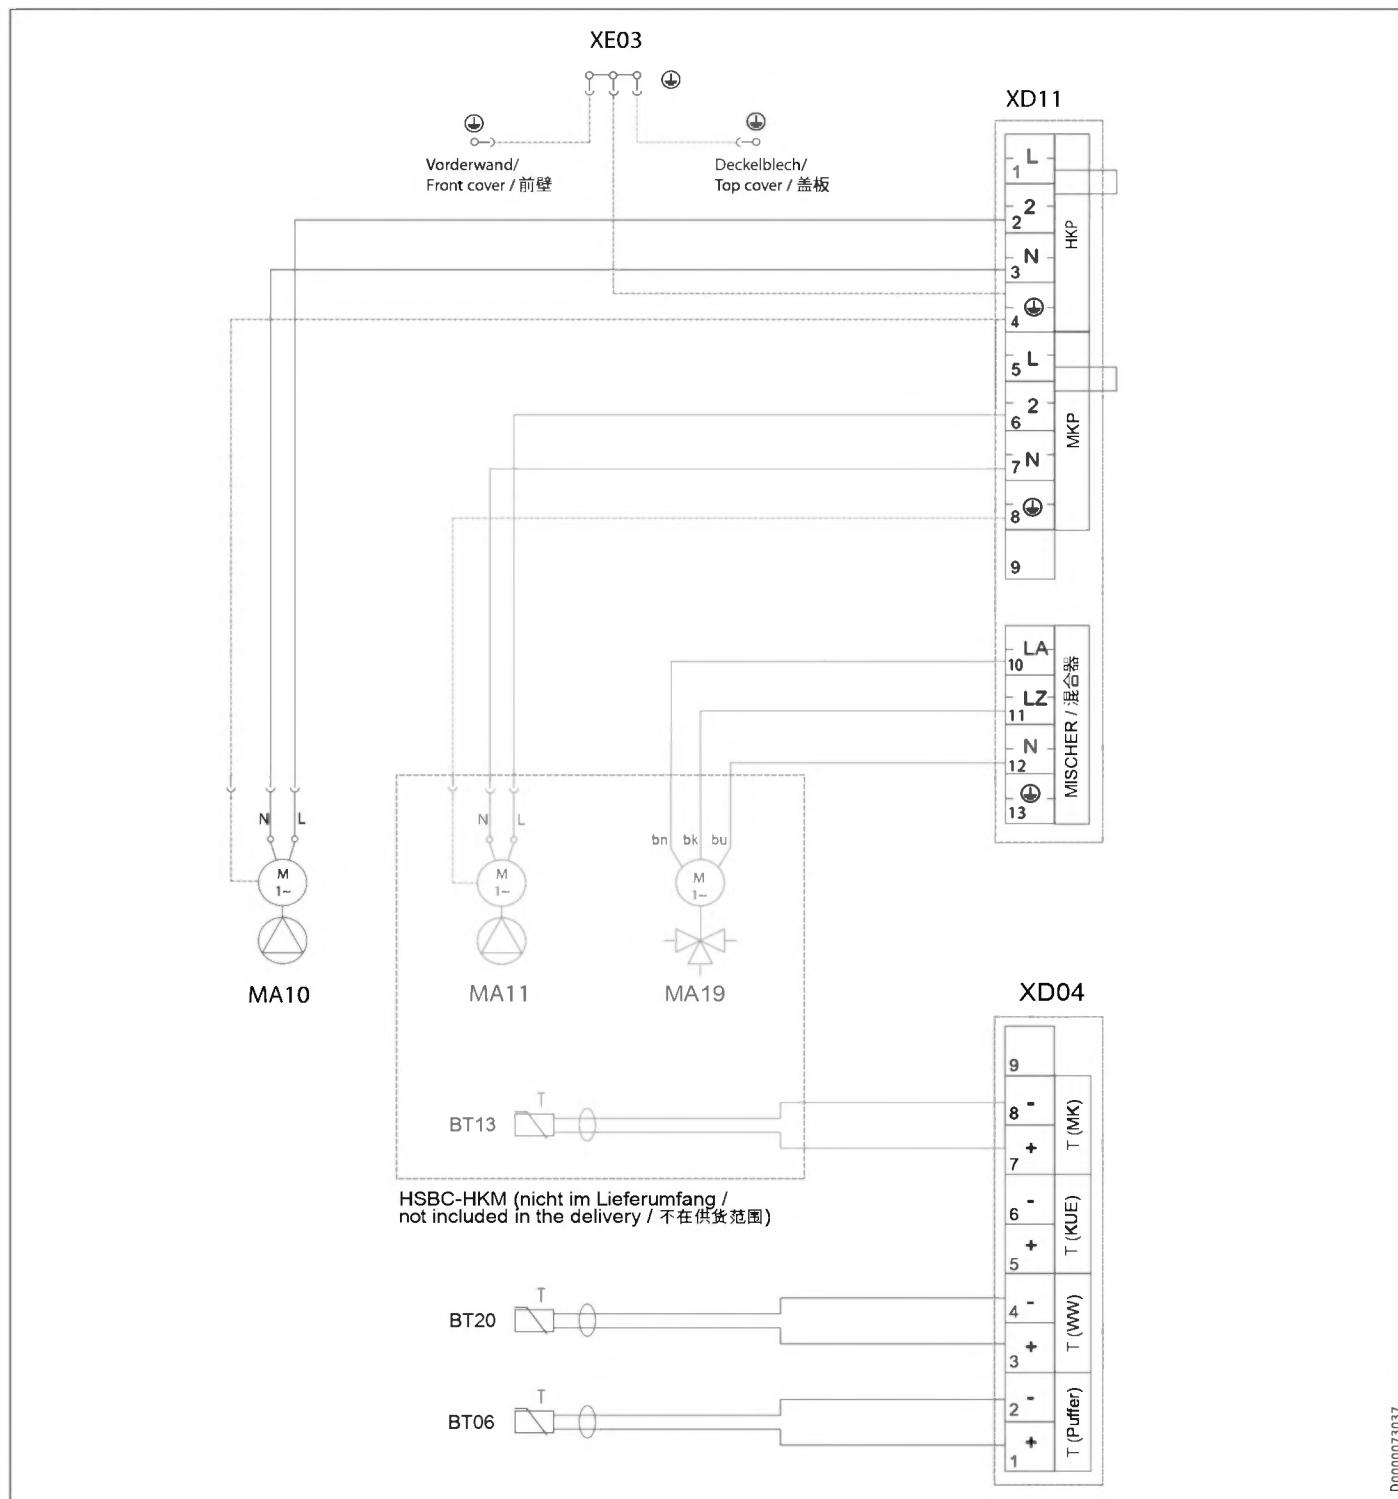 XE03
XD11
Vorderwand/
Front cover / 前壁
Deckelblech/
Top cover / 盖板
L
1
2
2
N
3
4
HKP
L
5
2
6
N
7
8
MKP
9
LA
10
LZ
11
N
12
13
MISCHER / 混合器
N
L
N
L
bn
bk
bu
M
1~
M
1~
M
1~
MA10
MA11
MA19
XD04
9
8 -
+
7
T (MK)
6 -
+
5
T (KUE)
4 -
+
3
T (WW)
2 -
+
1
T (Puffer)
T
BT13
HSBC-HKM (nicht im Lieferumfang /
not included in the delivery / 不在供货范围)
T
BT20
T
BT06
D0000073037